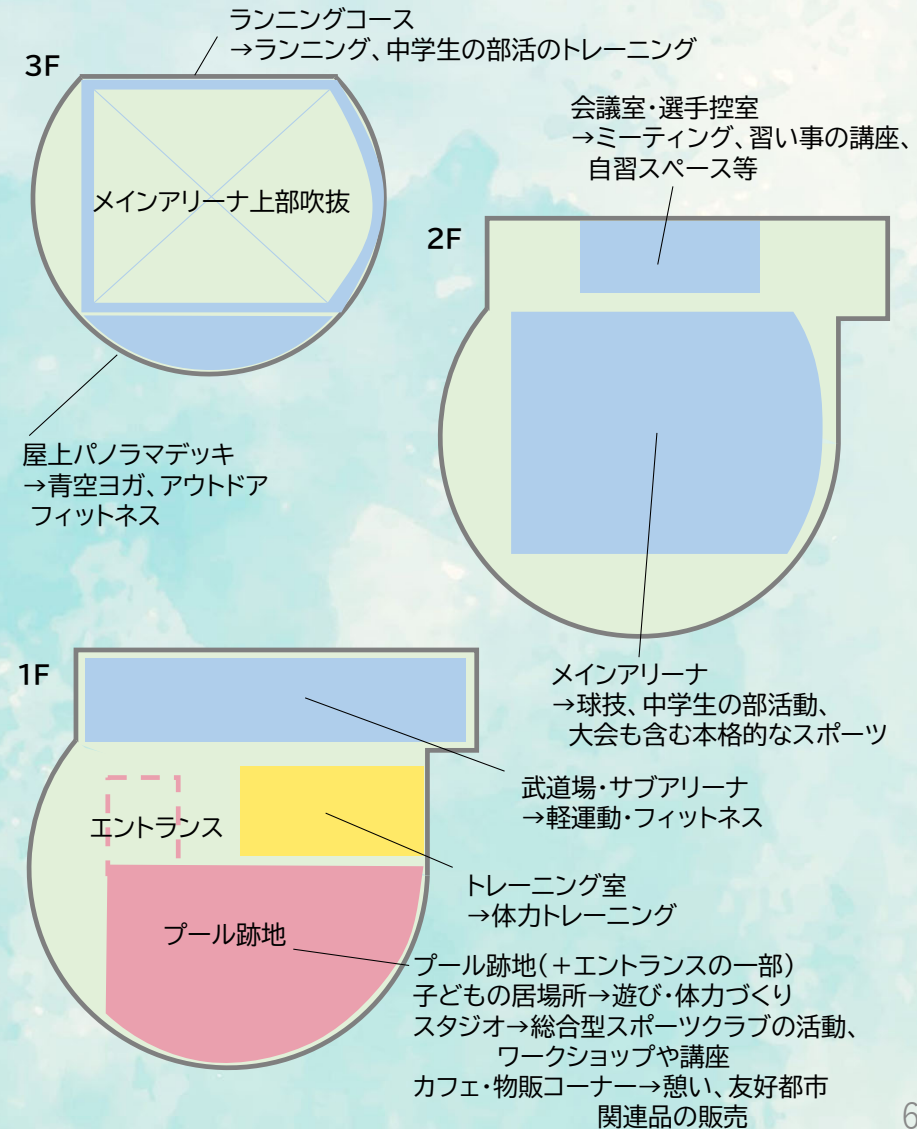 ランニングコース
→ランニング、中学生の部活のトレーニング
3F
メインアリーナ上部吹抜
屋上パノラマデッキ
→青空ヨガ、アウトドア
フィットネス
会議室・選手控室
→ミーティング、習い事の講座、
自習スペース等
2F
メインアリーナ
→球技、中学生の部活動、
大会も含む本格的なスポーツ
1F
武道場・サブアリーナ
→軽運動・フィットネス
エントランス
トレーニング室
→体力トレーニング
プール跡地
プール跡地(+エントランスの一部)
子どもの居場所→遊び・体力づくり
スタジオ→総合型スポーツクラブの活動、
ワークショップや講座
カフェ・物販コーナー→憩い、友好都市
関連品の販売
6